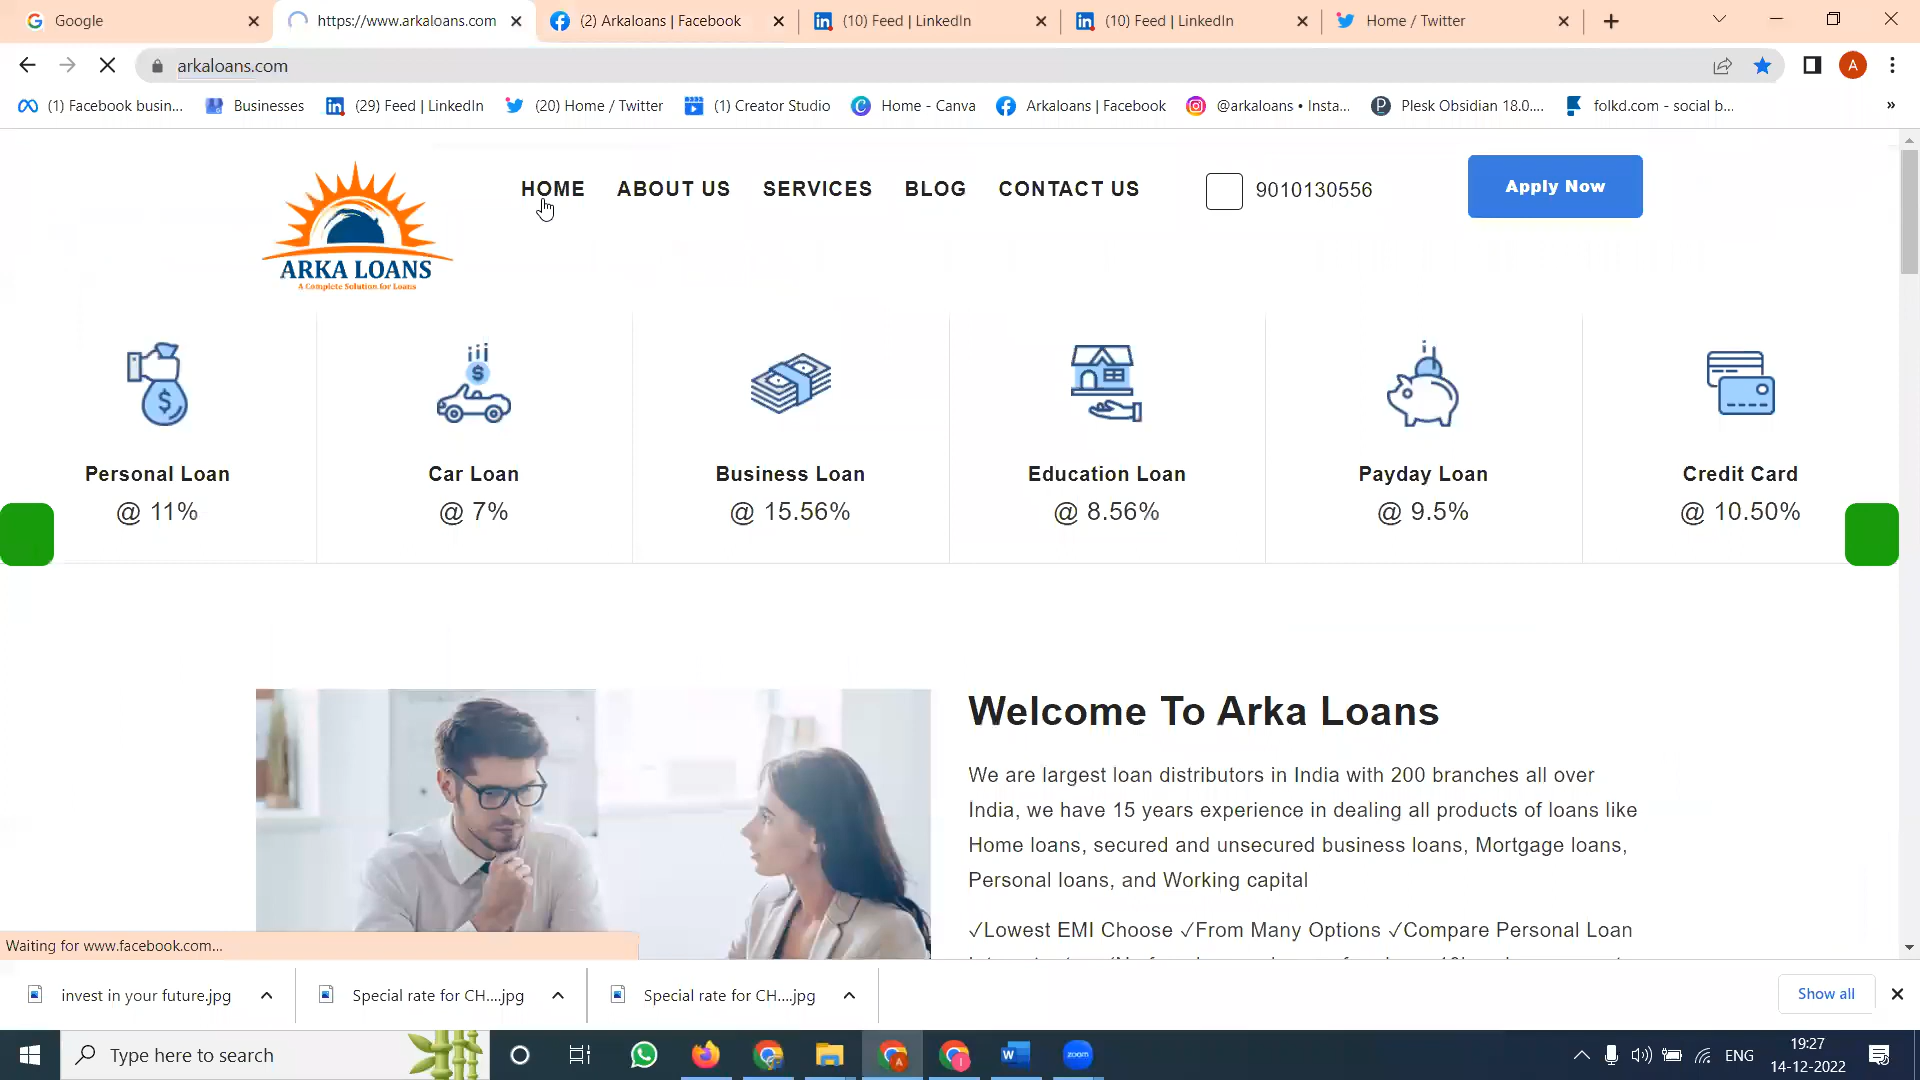 Google
https://www.arkaloans.com
(2) Arkaloans | Facebook
(10) Feed | LinkedIn
(10) Feed | LinkedIn
Home / Twitter
arkaloans.com
A
(1) Facebook busin...
Businesses
(29) Feed | LinkedIn
(20) Home / Twitter
(1) Creator Studio
Home - Canva
Arkaloans | Facebook
@arkaloans • Insta...
Plesk Obsidian 18.0....
folkd.com - social b...
»
ARKA LOANS
A Complete Solution for Loans
HOME
ABOUT US
SERVICES
BLOG
CONTACT US
9010130556
Apply Now
Personal Loan
@ 11%
Car Loan
@ 7%
Business Loan
@ 15.56%
Education Loan
@ 8.56%
Payday Loan
@ 9.5%
Credit Card
@ 10.50%
Welcome To Arka Loans
We are largest loan distributors in India with 200 branches all over
India, we have 15 years experience in dealing all products of loans like
Home loans, secured and unsecured business loans, Mortgage loans,
Personal loans, and Working capital
✓Lowest EMI Choose ✓From Many Options ✓Compare Personal Loan
Waiting for www.facebook.com...
invest in your future.jpg
Special rate for CH....jpg
Special rate for CH....jpg
Show all
Type here to search
zoom
ENG
19:27
14-12-2022